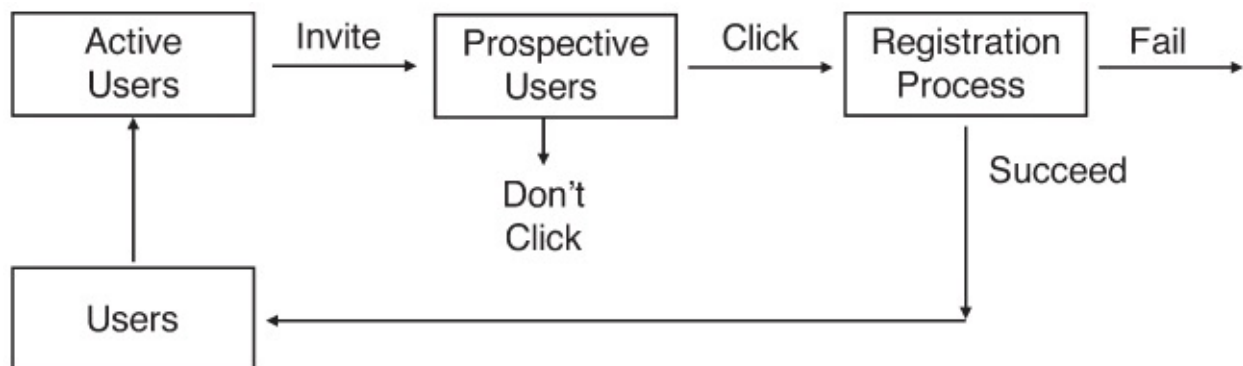 Active
Users
Invite
Prospective
Users
Click
Registration
Process
Fail
Don't
Click
Succeed
Users